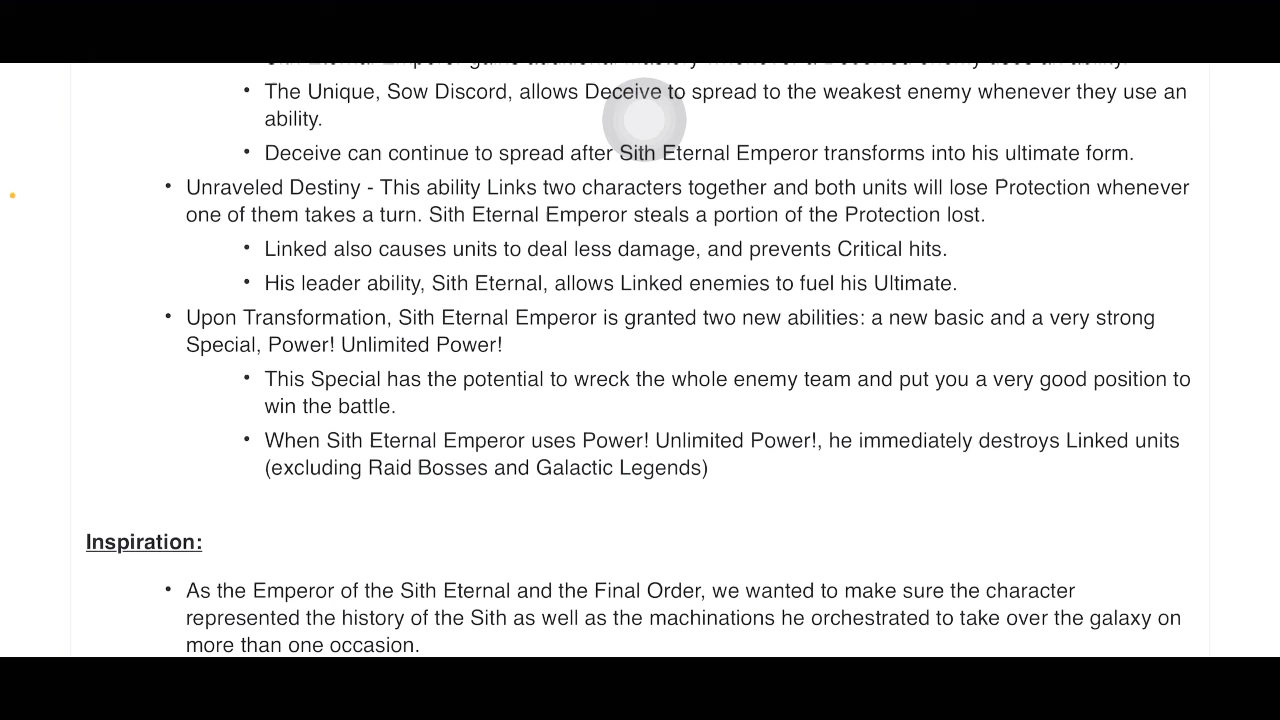 The Unique, Sow Discord, allows Deceive to spread to the weakest enemy whenever they use an
ability.
Deceive can continue to spread after Sith Eternal Emperor transforms into his ultimate form.
Unraveled Destiny - This ability Links two characters together and both units will lose Protection whenever
one of them takes a turn. Sith Eternal Emperor steals a portion of the Protection lost.
Linked also causes units to deal less damage, and prevents Critical hits.
His leader ability, Sith Eternal, allows Linked enemies to fuel his Ultimate.
Upon Transformation, Sith Eternal Emperor is granted two new abilities: a new basic and a very strong
Special, Power! Unlimited Power!
This Special has the potential to wreck the whole enemy team and put you a very good position to
win the battle.
When Sith Eternal Emperor uses Power! Unlimited Power!, he immediately destroys Linked units
(excluding Raid Bosses and Galactic Legends)
Inspiration:
As the Emperor of the Sith Eternal and the Final Order, we wanted to make sure the character
represented the history of the Sith as well as the machinations he orchestrated to take over the galaxy on
more than one occasion.